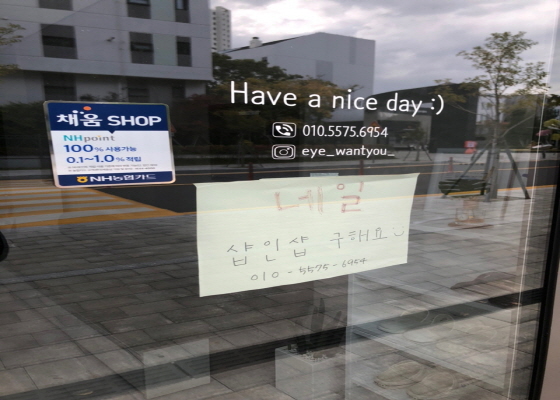 Have a nice day :)
010.5575.6954
eye_wantyou_
채움 SHOP
NHpoint
100% 사용가능
0.1~1.0% 적립
NH농협카드
네일
샵인샵 구해요
010-5575-6954